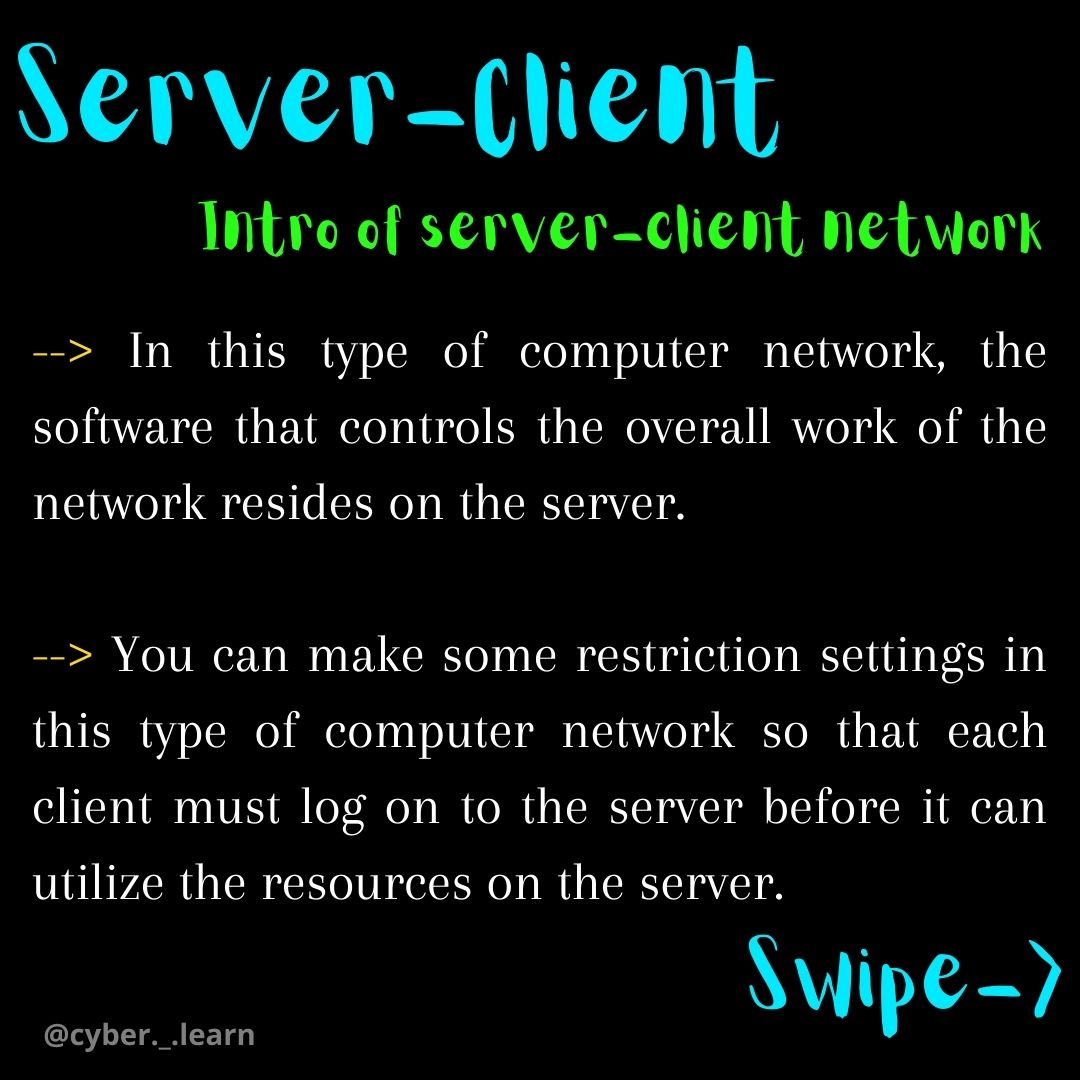 Server-Client
Intro of server-client network
--> In this type of computer network, the
software that controls the overall work of the
network resides on the server.
--> You can make some restriction settings in
this type of computer network so that each
client must log on to the server before it can
utilize the resources on the server.
Swipe->
@cyber._.learn